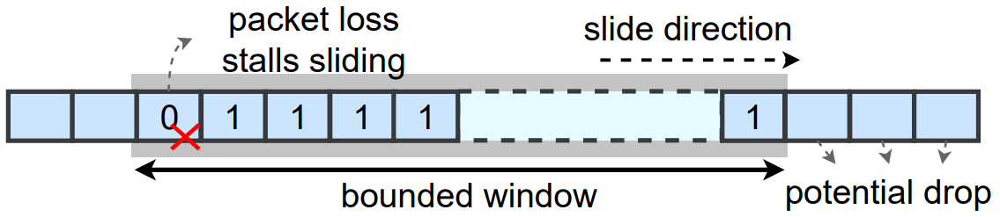 packet loss
stalls sliding
slide direction
0 1 1 1 1 1
bounded window
potential drop